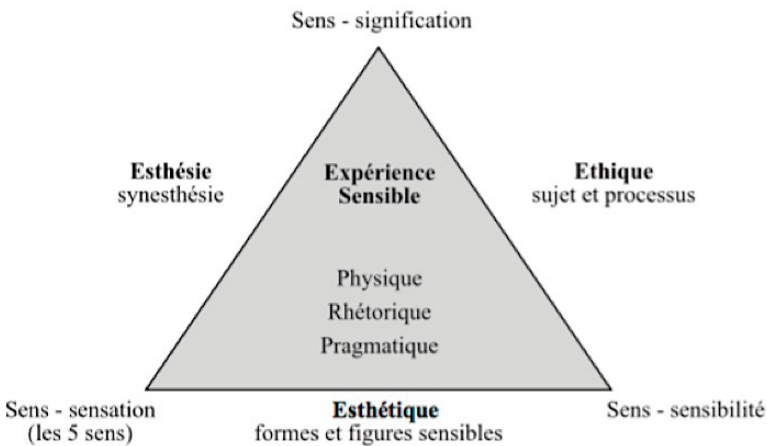 Sens - signification
Esthésie
synesthésie
Expérience
Sensible
Ethique
sujet et processus
Physique
Rhétorique
Pragmatique
Sens - sensation
(les 5 sens)
Esthétique
formes et figures sensibles
Sens - sensibilité